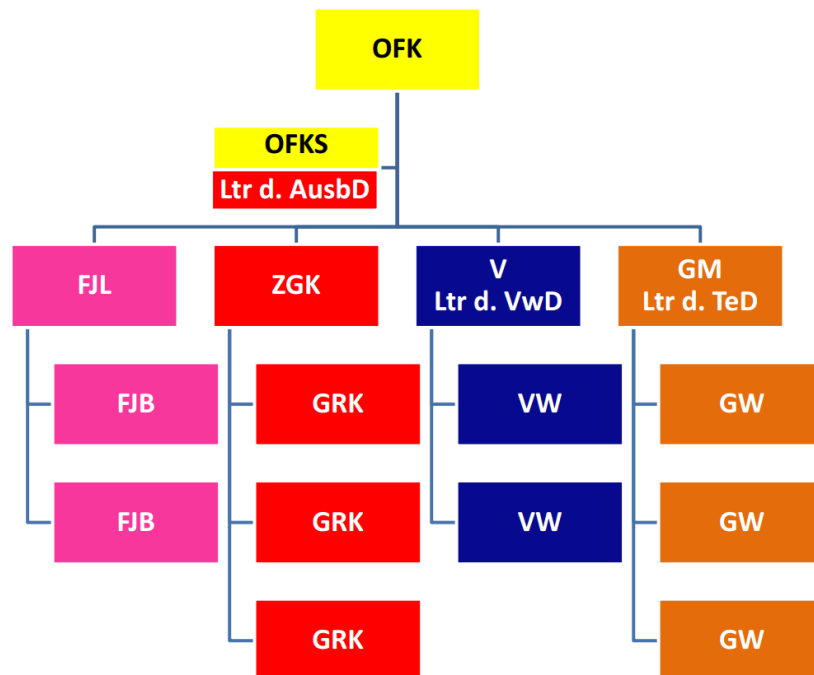 OFK
OFKS
Ltr d. AusbD
FJL
ZGK
V
Ltr d. VwD
GM
Ltr d. TeD
FJB
GRK
VW
GW
FJB
GRK
VW
GW
GRK
GW